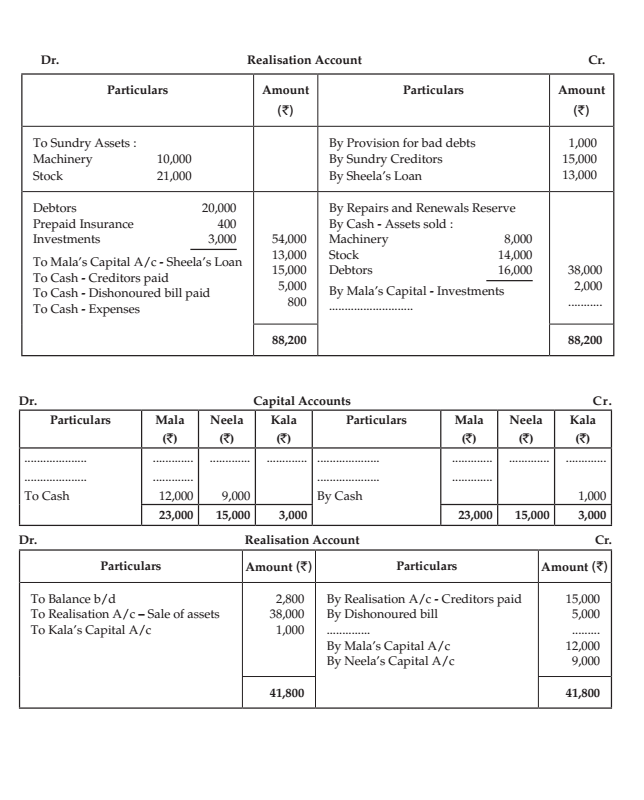 Dr. Realisation Account Cr.
Particulars Amount Particulars Amount
(₹) (₹)
To Sundry Assets : By Provision for bad debts 1,000
Machinery 10,000 By Sundry Creditors 15,000
Stock 21,000 By Sheela's Loan 13,000
Debtors 20,000 By Repairs and Renewals Reserve
Prepaid Insurance 400 By Cash - Assets sold :
Investments 3,000 54,000 Machinery 8,000
To Mala's Capital A/c - Sheela's Loan 13,000 Stock 14,000
To Cash - Creditors paid 15,000 Debtors 16,000 38,000
To Cash - Dishonoured bill paid 5,000 By Mala's Capital - Investments 2,000
To Cash - Expenses 800 .......................... ...........
88,200 88,200
Dr. Capital Accounts Cr.
Particulars Mala Neela Kala Particulars Mala Neela Kala
(₹) (₹) (₹) (₹) (₹) (₹)
.................... ............. ............. ............. .................... ............. ............. .............
.................... ............. .................... .............
To Cash 12,000 9,000 By Cash 1,000
23,000 15,000 3,000 23,000 15,000 3,000
Dr. Realisation Account Cr.
Particulars Amount (₹) Particulars Amount (₹)
To Balance b/d 2,800 By Realisation A/c - Creditors paid 15,000
To Realisation A/c – Sale of assets 38,000 By Dishonoured bill 5,000
To Kala's Capital A/c 1,000 .............. .........
By Mala's Capital A/c 12,000
By Neela's Capital A/c 9,000
41,800 41,800